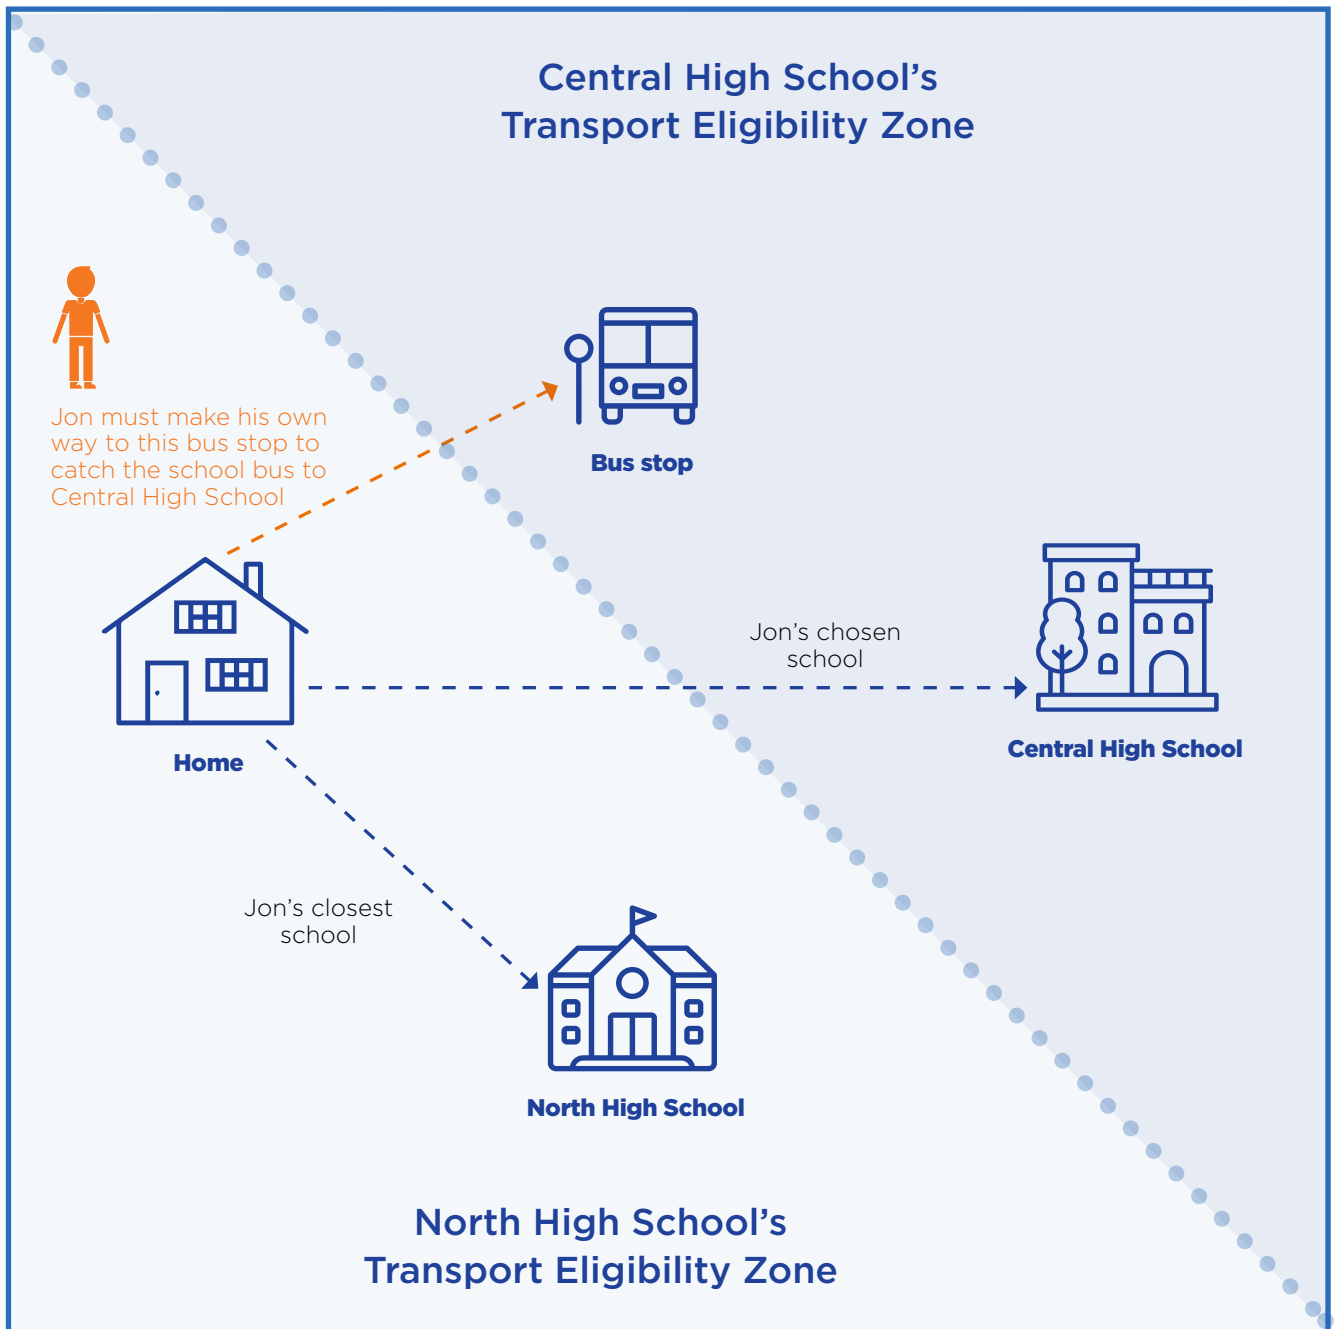 Central High School’s
Transport Eligibility Zone
Jon must make his own
way to this bus stop to
catch the school bus to
Central High School
Bus stop
Jon’s chosen
school
Home
Central High School
Jon’s closest
school
North High School
North High School’s
Transport Eligibility Zone